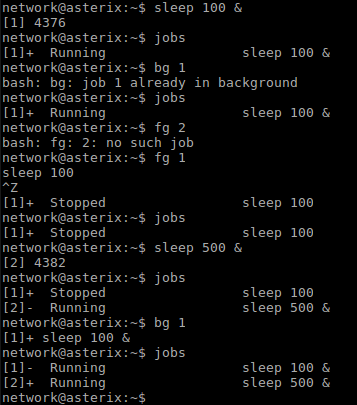 network@asterix:~$ sleep 100 &
[1] 4376
network@asterix:~$ jobs
[1]+  Running                 sleep 100 &
network@asterix:~$ bg 1
bash: bg: job 1 already in background
network@asterix:~$ jobs
[1]+  Running                 sleep 100 &
network@asterix:~$ fg 2
bash: fg: 2: no such job
network@asterix:~$ fg 1
sleep 100
^Z
[1]+  Stopped                 sleep 100
network@asterix:~$ jobs
[1]+  Stopped                 sleep 100
network@asterix:~$ sleep 500 &
[2] 4382
network@asterix:~$ jobs
[1]+  Stopped                 sleep 100
[2]-  Running                 sleep 500 &
network@asterix:~$ bg 1
[1]+ sleep 100 &
network@asterix:~$ jobs
[1]-  Running                 sleep 100 &
[2]+  Running                 sleep 500 &
network@asterix:~$